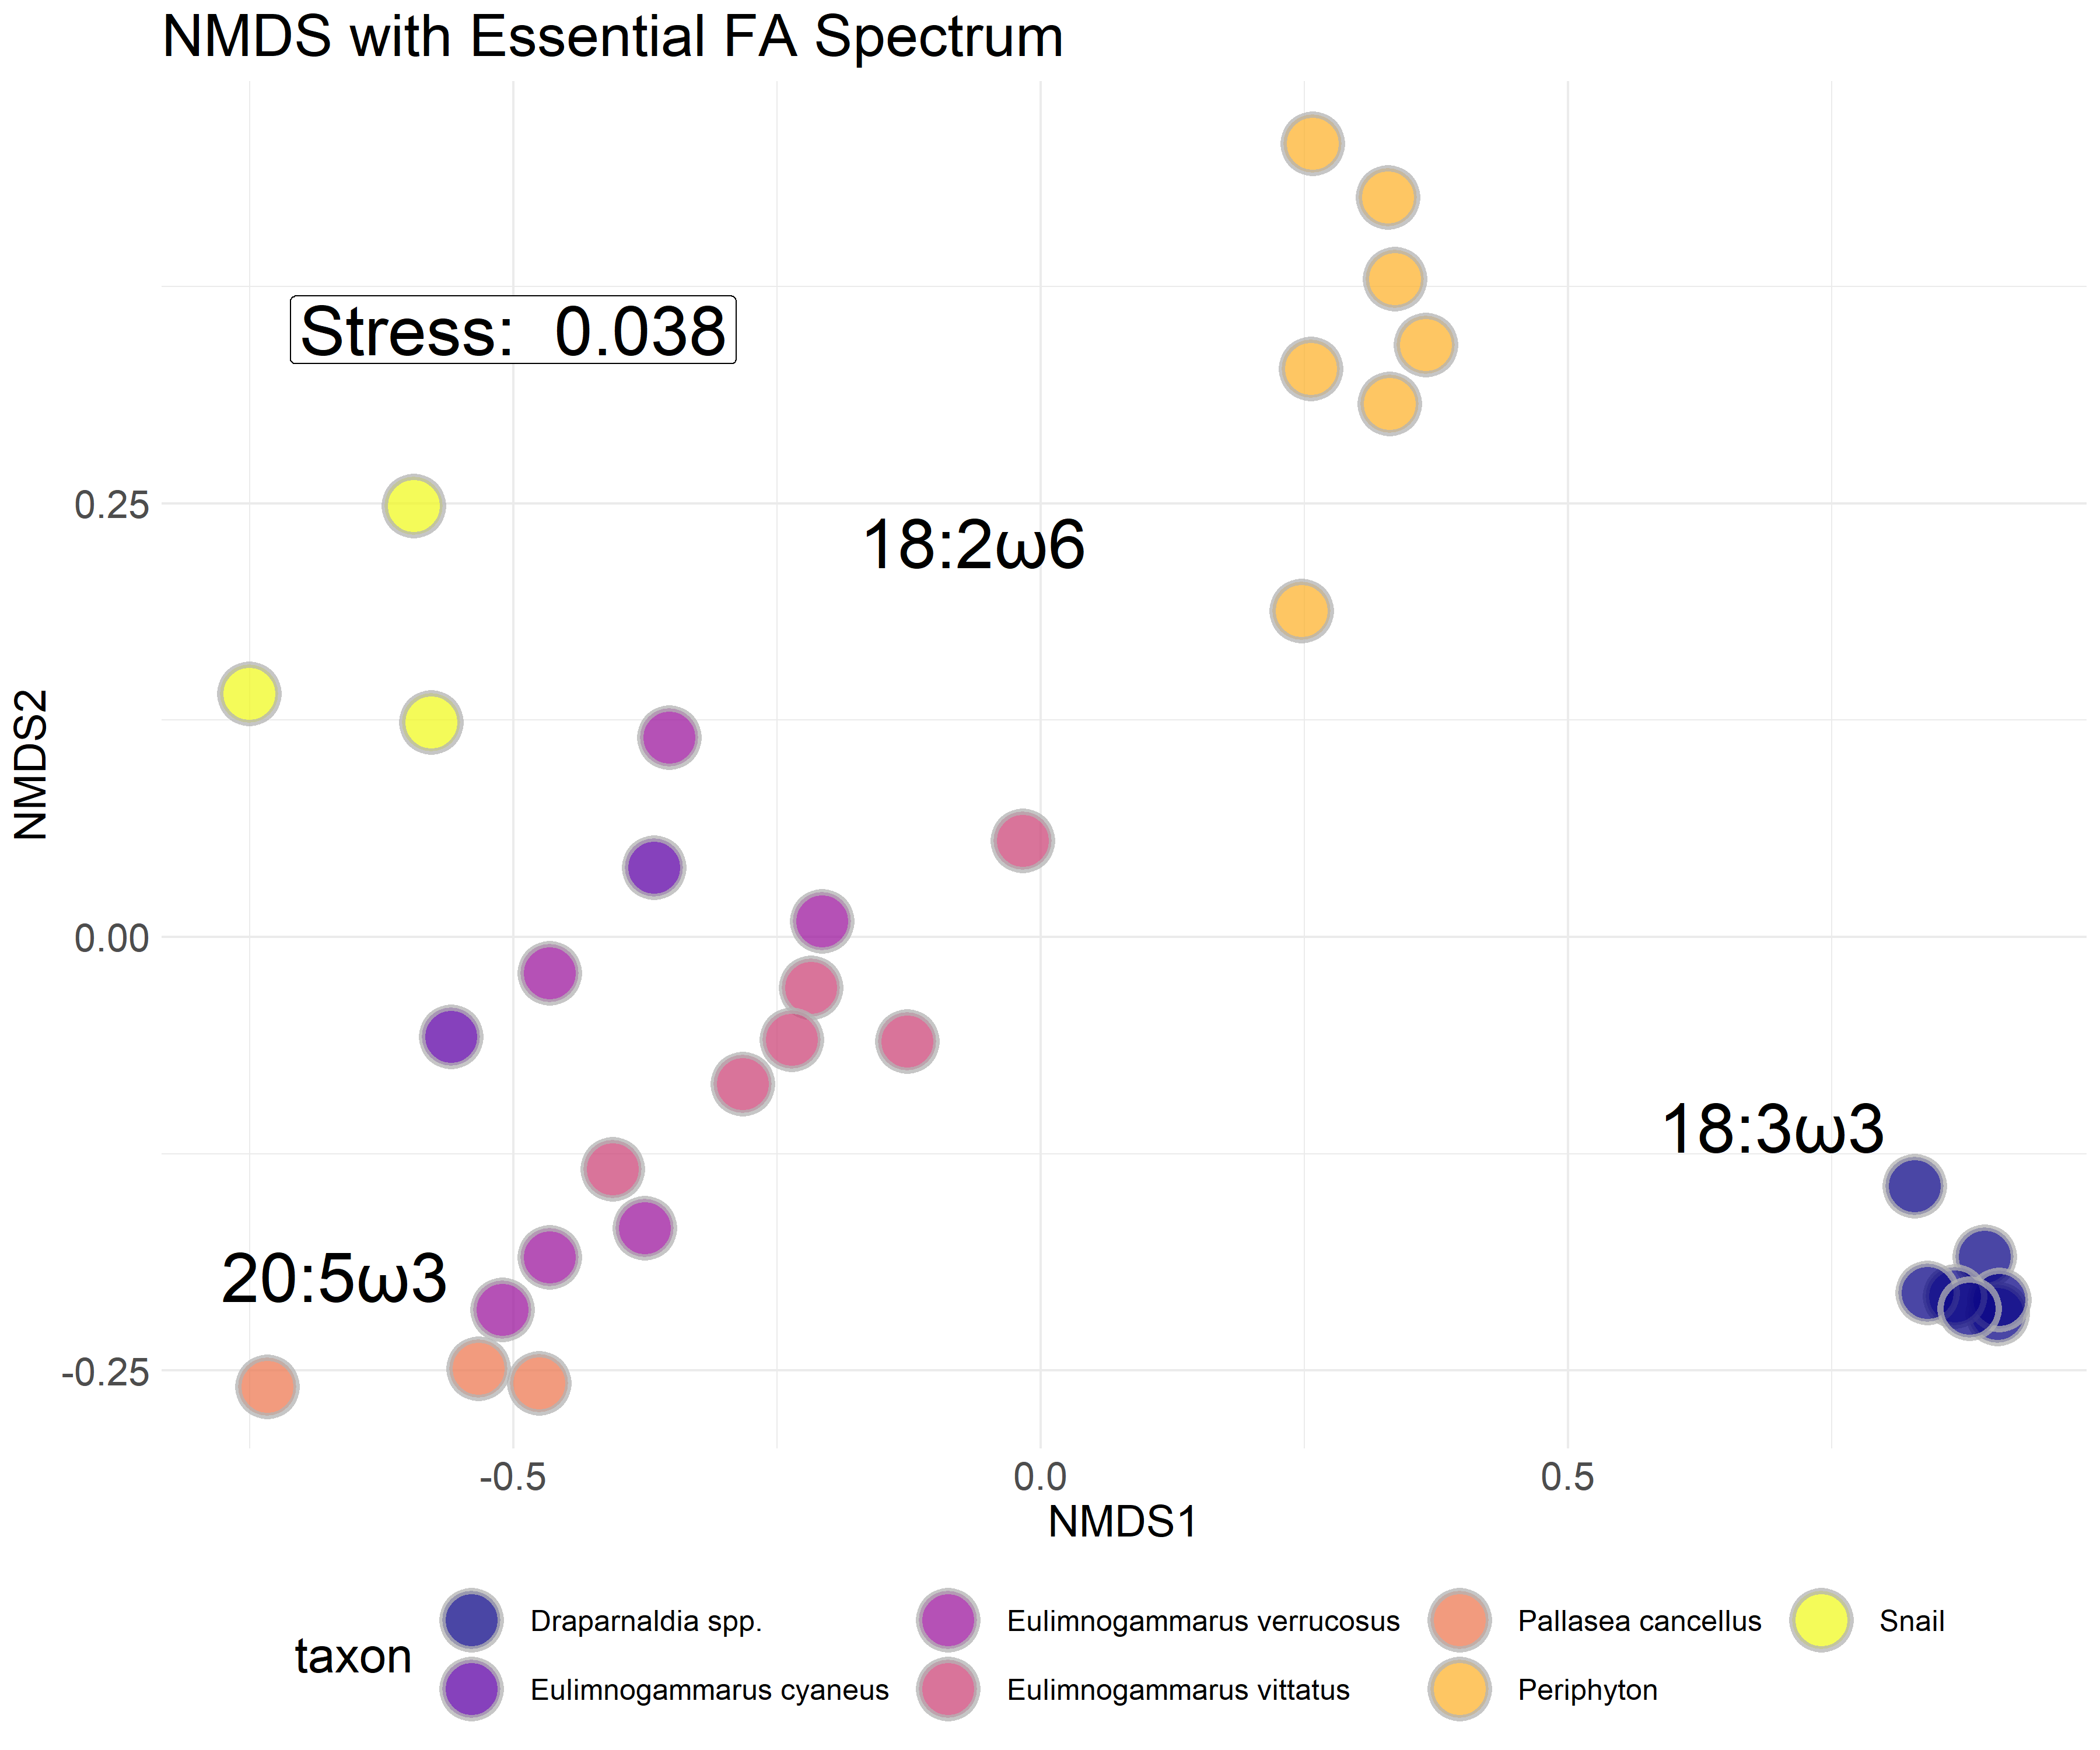 NMDS with Essential FA Spectrum
Stress:  0.038
18:2ω6
18:3ω3
20:5ω3
NMDS2
0.25
0.00
-0.25
-0.5
0.0
0.5
NMDS1
taxon
Draparnaldia spp.
Eulimnogammarus verrucosus
Pallasea cancellus
Snail
Eulimnogammarus cyaneus
Eulimnogammarus vittatus
Periphyton